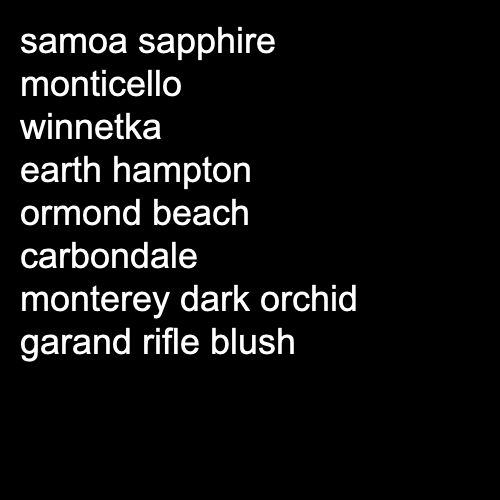 samoa sapphire
monticello
winnetka
earth hampton
ormond beach
carbondale
monterey dark orchid
garand rifle blush